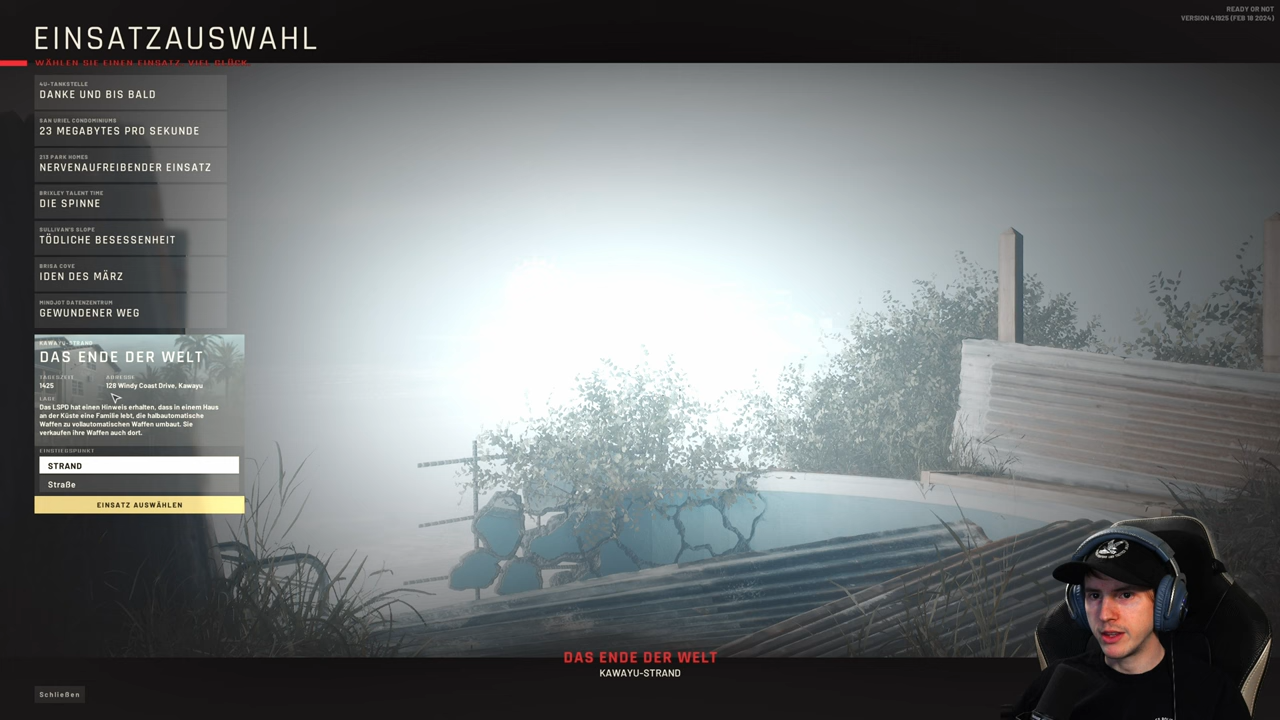 READY OR NOT
VERSION 41925 (FEB 18 2024)
EINSATZAUSWAHL
WÄHLEN SIE EINEN EINSATZ. VIEL GLÜCK.
4U-TANKSTELLE
DANKE UND BIS BALD
SAN URIEL CONDOMINIUMS
23 MEGABYTES PRO SEKUNDE
213 PARK HOMES
NERVENAUFREIBENDER EINSATZ
BRIXLEY TALENT TIME
DIE SPINNE
SULLIVAN'S SLOPE
TÖDLICHE BESESSENHEIT
BRISA COVE
IDEN DES MÄRZ
MINDJOT DATENZENTRUM
GEWUNDENER WEG
KAWAYU-STRAND
DAS ENDE DER WELT
TAGESZEIT ADRESSE
1425 128 Windy Coast Drive, Kawayu
LAGE
Das LSPD hat einen Hinweis erhalten, dass in einem Haus
an der Küste eine Familie lebt, die halbautomatische
Waffen zu vollautomatischen Waffen umbaut. Sie
verkaufen ihre Waffen auch dort.
EINSTIEGSPUNKT
STRAND
Straße
EINSATZ AUSWÄHLEN
DAS ENDE DER WELT
KAWAYU-STRAND
Schließen